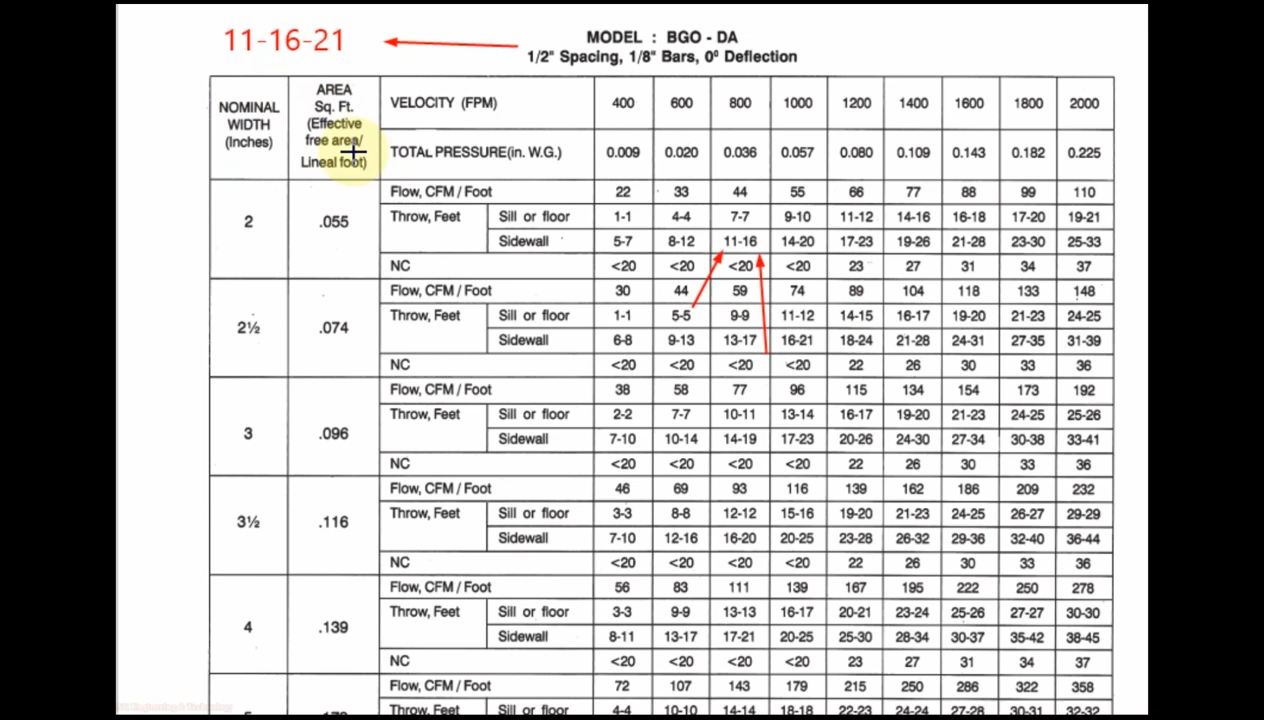 11-16-21
MODEL : BGO - DA
1/2" Spacing, 1/8" Bars, 0º Deflection
NOMINAL WIDTH (Inches) AREA Sq. Ft. (Effective free area/ Lineal foot) VELOCITY (FPM) 400 600 800 1000 1200 1400 1600 1800 2000
TOTAL PRESSURE(in. W.G.) 0.009 0.020 0.036 0.057 0.080 0.109 0.143 0.182 0.225
2 .055 Flow, CFM / Foot 22 33 44 55 66 77 88 99 110
Throw, Feet Sill or floor 1-1 4-4 7-7 9-10 11-12 14-16 16-18 17-20 19-21
Sidewall 5-7 8-12 11-16 14-20 17-23 19-26 21-28 23-30 25-33
NC <20 <20 <20 <20 23 27 31 34 37
2½ .074 Flow, CFM / Foot 30 44 59 74 89 104 118 133 148
Throw, Feet Sill or floor 1-1 5-5 9-9 11-12 14-15 16-17 19-20 21-23 24-25
Sidewall 6-8 9-13 13-17 16-21 18-24 21-28 24-31 27-35 31-39
NC <20 <20 <20 <20 22 26 30 33 36
3 .096 Flow, CFM / Foot 38 58 77 96 115 134 154 173 192
Throw, Feet Sill or floor 2-2 7-7 10-11 13-14 16-17 19-20 21-23 24-25 25-26
Sidewall 7-10 10-14 14-19 17-23 20-26 24-30 27-34 30-38 33-41
NC <20 <20 <20 <20 22 26 30 33 36
3½ .116 Flow, CFM / Foot 46 69 93 116 139 162 186 209 232
Throw, Feet Sill or floor 3-3 8-8 12-12 15-16 19-20 21-23 24-25 26-27 29-29
Sidewall 7-10 12-16 16-20 20-25 23-28 26-32 29-36 32-40 36-44
NC <20 <20 <20 <20 22 26 30 33 36
4 .139 Flow, CFM / Foot 56 83 111 139 167 195 222 250 278
Throw, Feet Sill or floor 3-3 9-9 13-13 16-17 20-21 23-24 25-26 27-27 30-30
Sidewall 8-11 13-17 17-21 20-25 25-30 28-34 30-37 35-42 38-45
NC <20 <20 <20 <20 23 27 31 34 37
Flow, CFM / Foot 72 107 143 179 215 250 286 322 358
Throw, Feet Sill or floor 4-4 10-10 14-14 18-18 22-23 24-24 27-28 30-31 32-32